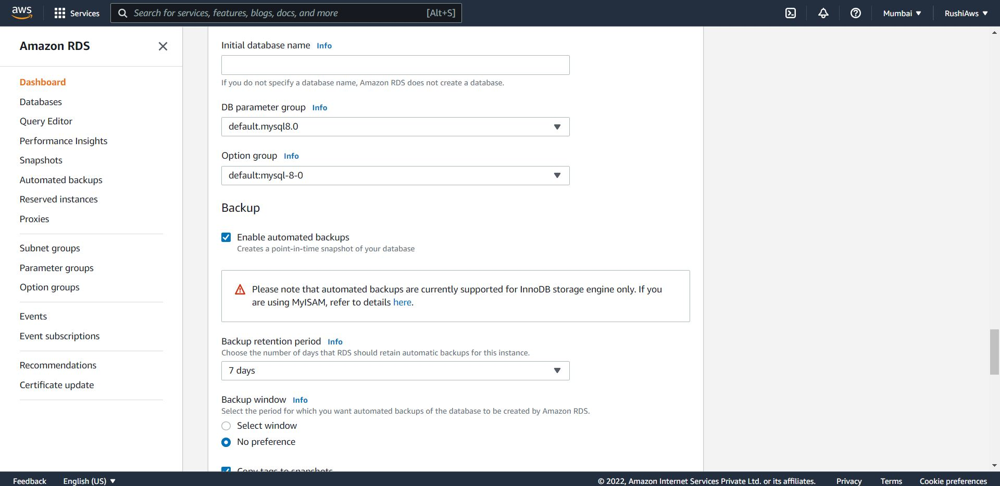 aws
Services
Search for services, features, blogs, docs, and more
[Alt+S]
Mumbai ▼
RushiAws ▼
Amazon RDS
Dashboard
Databases
Query Editor
Performance Insights
Snapshots
Automated backups
Reserved instances
Proxies
Subnet groups
Parameter groups
Option groups
Events
Event subscriptions
Recommendations
Certificate update
Initial database name Info
If you do not specify a database name, Amazon RDS does not create a database.
DB parameter group Info
default.mysql8.0
Option group Info
default:mysql-8-0
Backup
Enable automated backups
Creates a point-in-time snapshot of your database
Please note that automated backups are currently supported for InnoDB storage engine only. If you
are using MyISAM, refer to details here.
Backup retention period Info
Choose the number of days that RDS should retain automatic backups for this instance.
7 days
Backup window Info
Select the period for which you want automated backups of the database to be created by Amazon RDS.
Select window
No preference
Copy tags to snapshots
Feedback
English (US) ▼
© 2022, Amazon Internet Services Private Ltd. or its affiliates.
Privacy
Terms
Cookie preferences